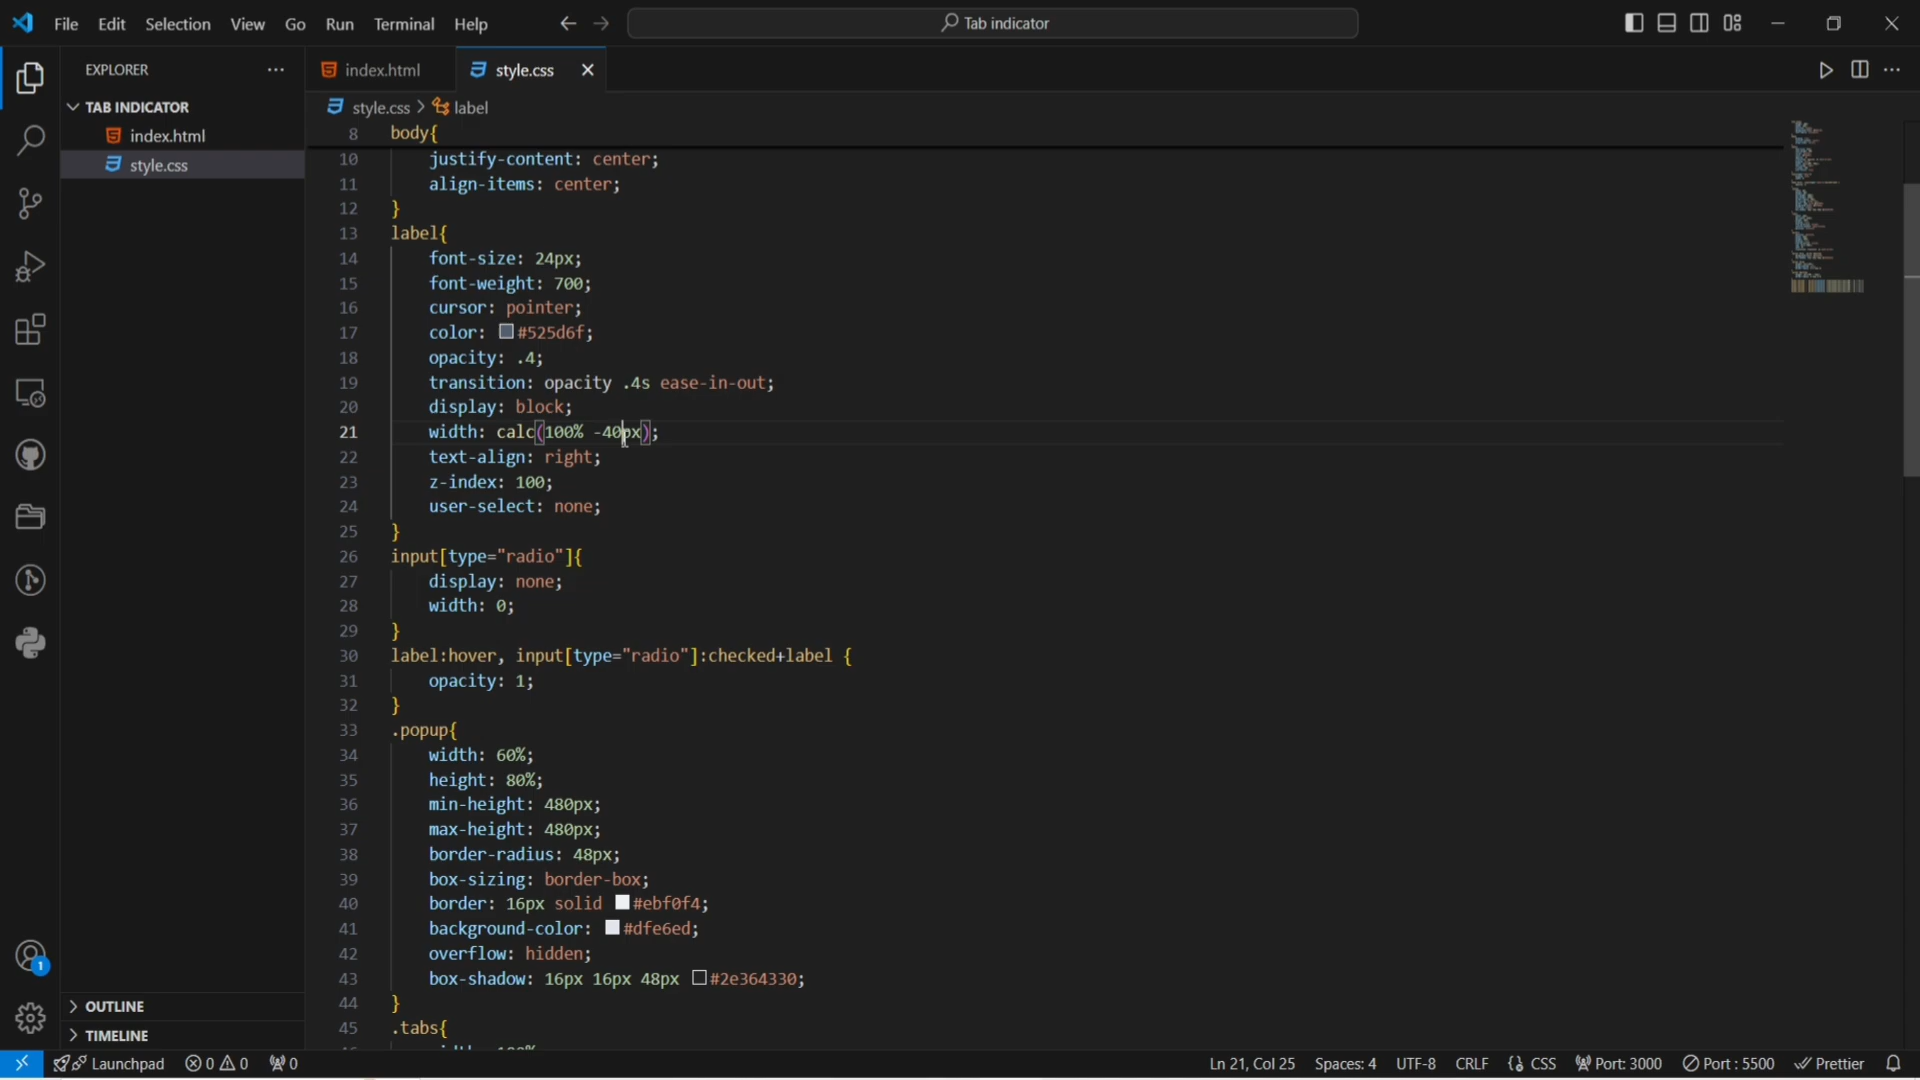 File Edit Selection View Go Run Terminal Help
Tab indicator
EXPLORER
index.html
style.css
TAB INDICATOR
index.html
style.css
style.css > label
8 body{
10 justify-content: center;
11 align-items: center;
12 }
13 label{
14 font-size: 24px;
15 font-weight: 700;
16 cursor: pointer;
17 color: #525d6f;
18 opacity: .4;
19 transition: opacity .4s ease-in-out;
20 display: block;
21 width: calc(100% -40px);
22 text-align: right;
23 z-index: 100;
24 user-select: none;
25 }
26 input[type="radio"]{
27 display: none;
28 width: 0;
29 }
30 label:hover, input[type="radio"]:checked+label {
31 opacity: 1;
32 }
33 .popup{
34 width: 60%;
35 height: 80%;
36 min-height: 480px;
37 max-height: 480px;
38 border-radius: 48px;
39 box-sizing: border-box;
40 border: 16px solid #ebf0f4;
41 background-color: #dfe6ed;
42 overflow: hidden;
43 box-shadow: 16px 16px 48px #2e364330;
44 }
45 .tabs{
1
OUTLINE
TIMELINE
Launchpad 0 0 0 Ln 21, Col 25 Spaces: 4 UTF-8 CRLF {} CSS Port: 3000 Port : 5500 Prettier